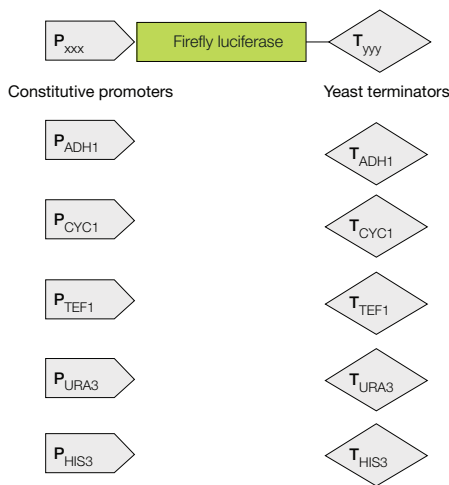 Pxxx Firefly luciferase Tyyy
Constitutive promoters Yeast terminators
PADH1 TADH1
PCYC1 TCYC1
PTEF1 TTEF1
PURA3 TURA3
PHIS3 THIS3